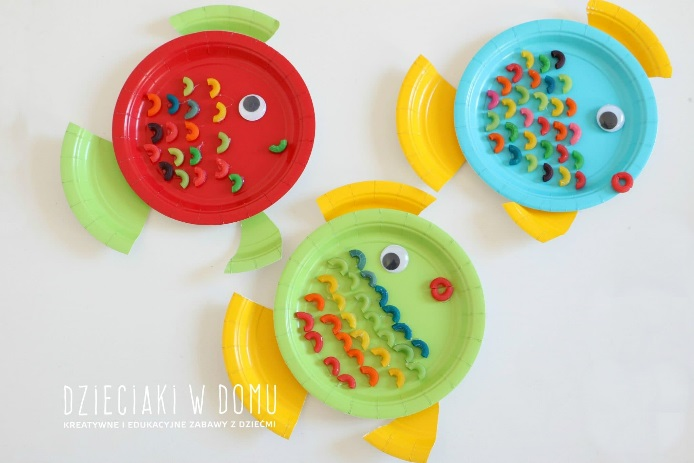 DZIECIAKI W DOMU
KREATYWNE I EDUKACYJNE ZABAWY Z DZIEĆMI